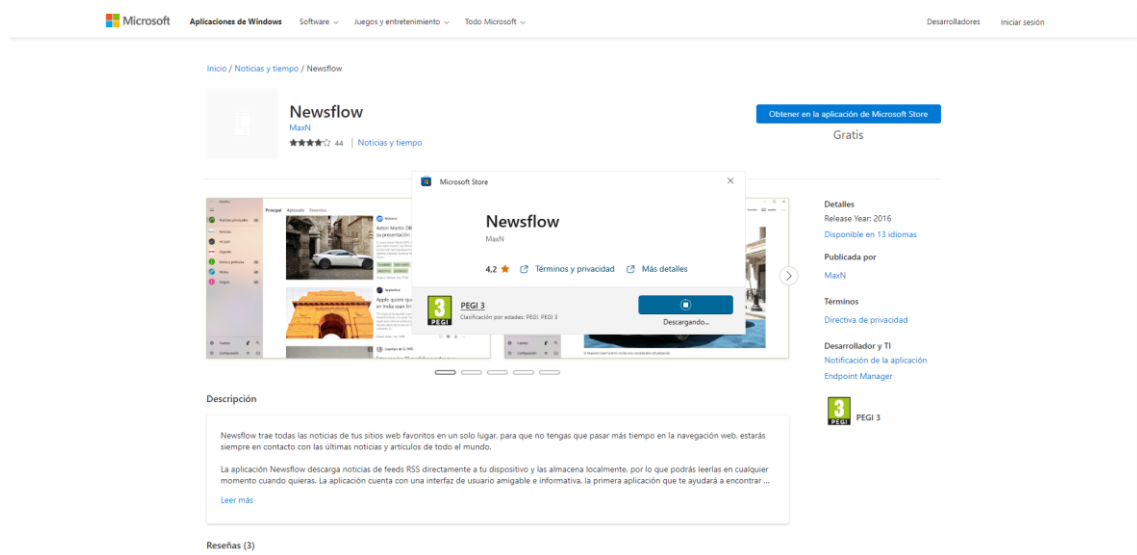 Microsoft
Aplicaciones de Windows
Software
Juegos y entretenimiento
Todo Microsoft
Desarrolladores
Iniciar sesión
Inicio / Noticias y tiempo / Newsflow
Newsflow
MaxN
44
Noticias y tiempo
Obtener en la aplicación de Microsoft Store
Gratis
Microsoft Store
Newsflow
MaxN
4,2
Términos y privacidad
Más detalles
3
PEGI
PEGI 3
Clasificación por edades: PEGI. PEGI 3
Descargando...
Principal
Detalles
Release Year: 2016
Disponible en 13 idiomas
Publicada por
MaxN
Términos
Directiva de privacidad
Desarrollador y TI
Notificación de la aplicación
Endpoint Manager
3
PEGI
PEGI 3
Descripción
Newsflow trae todas las noticias de tus sitios web favoritos en un solo lugar, para que no tengas que pasar más tiempo en la navegación web, estarás
siempre en contacto con las últimas noticias y artículos de todo el mundo.
La aplicación Newsflow descarga noticias de feeds RSS directamente a tu dispositivo y las almacena localmente, por lo que podrás leerlas en cualquier
momento cuando quieras. La aplicación cuenta con una interfaz de usuario amigable e informativa, la primera aplicación que te ayudará a encontrar ...
Leer más
Reseñas (3)